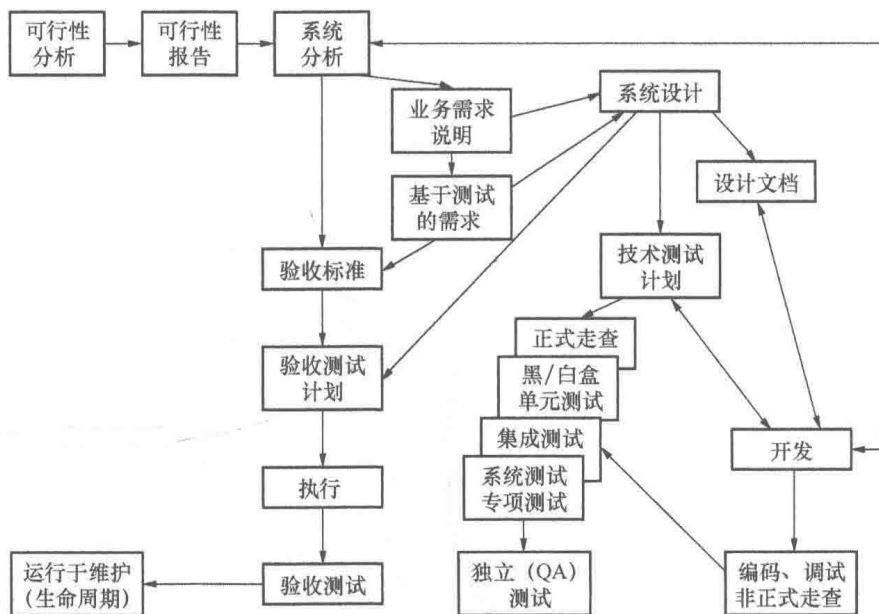 可行性
分析
可行性
报告
系统
分析
业务需求
说明
系统设计
基于测试
的需求
设计文档
验收标准
技术测试
计划
正式走查
验收测试
计划
黑/白盒
单元测试
集成测试
开发
系统测试
专项测试
执行
运行于维护
(生命周期)
验收测试
独立（QA）
测试
编码、调试
非正式走查